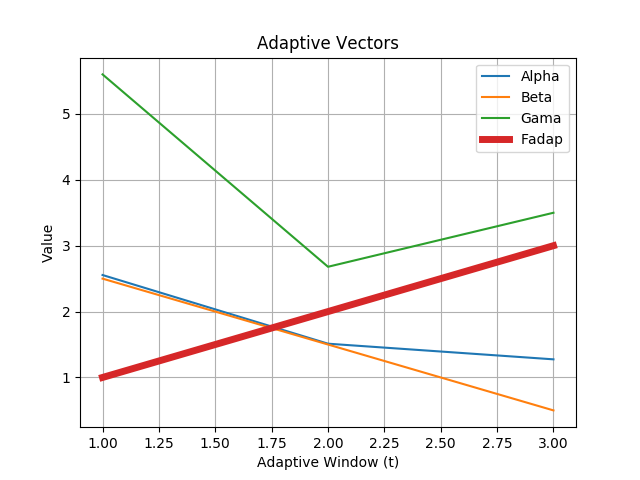 Adaptive Vectors
Alpha
Beta
Gama
Fadap
Value
5
4
3
2
1
1.00 1.25 1.50 1.75 2.00 2.25 2.50 2.75 3.00
Adaptive Window (t)